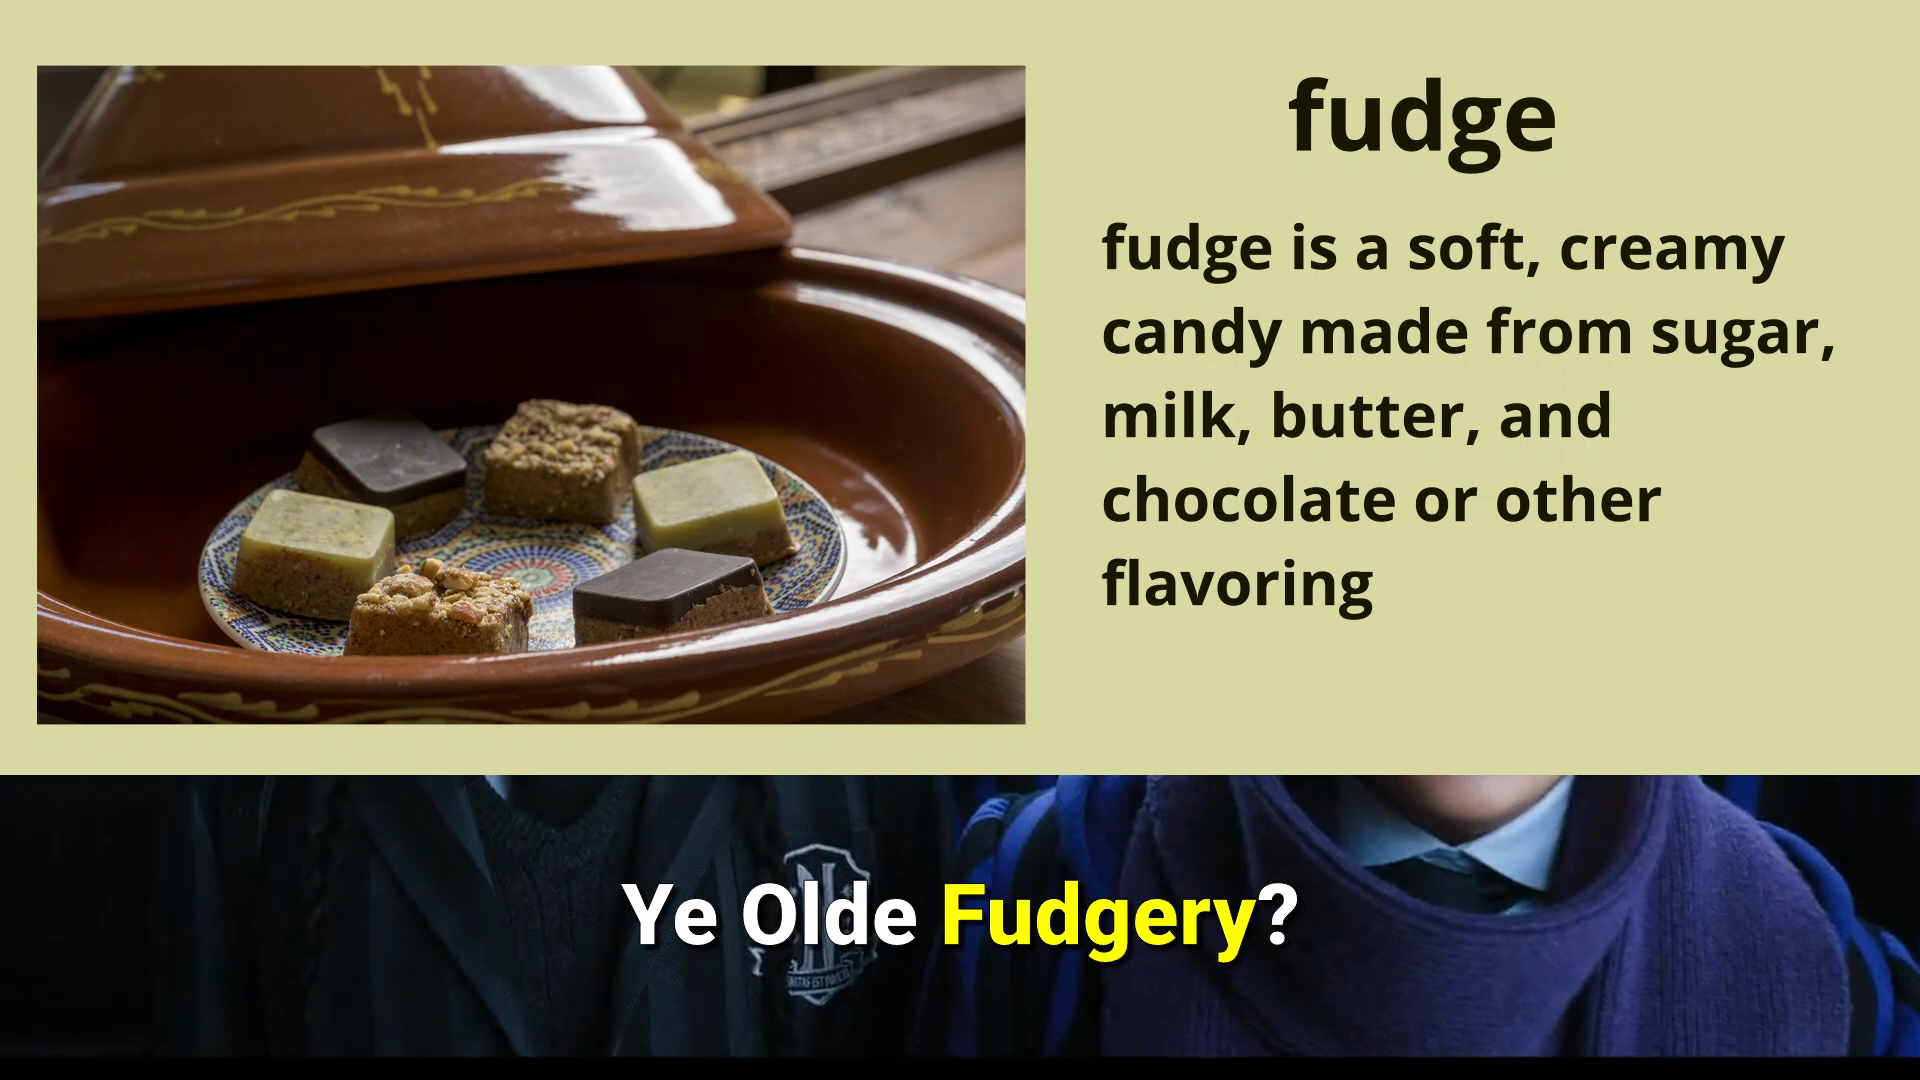 fudge
fudge is a soft, creamy
candy made from sugar,
milk, butter, and
chocolate or other
flavoring
Ye Olde Fudgery?
N